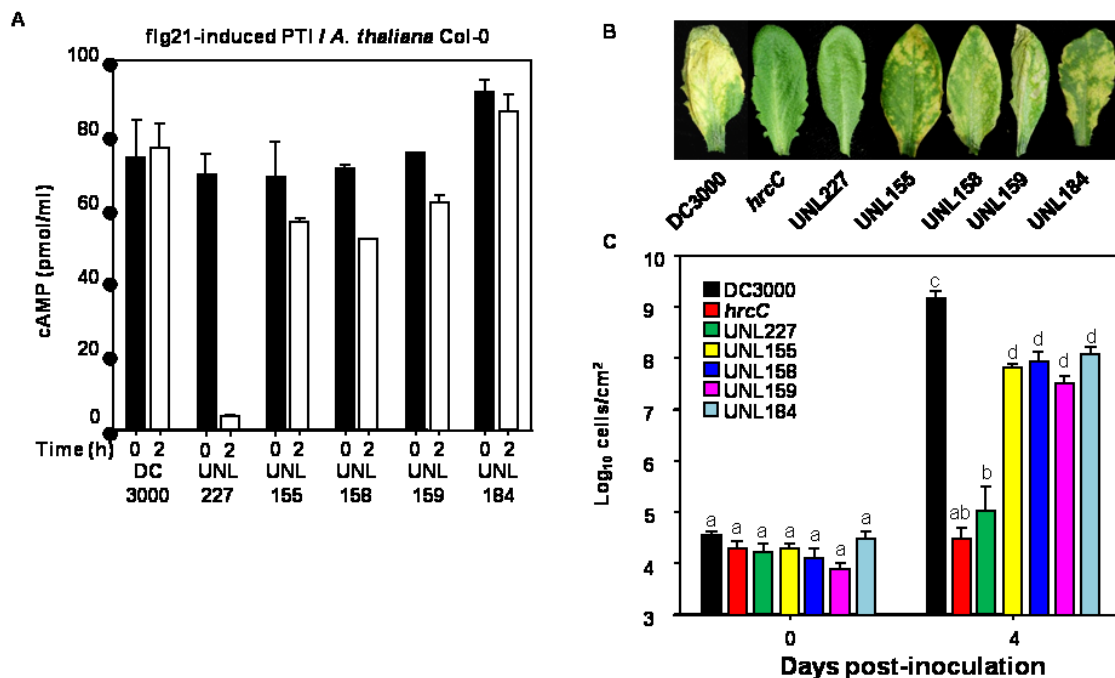 A
flg21-induced PTI / A. thaliana Col-0
100
80
60
40
20
0
cAMP (pmol/ml)
Time (h) 0 2 0 2 0 2 0 2 0 2 0 2
DC UNL UNL UNL UNL UNL
3000 227 155 158 159 184
B
DC3000
hrcC
UNL227
UNL155
UNL158
UNL159
UNL184
C
10
9
8
7
6
5
4
3
Log10 cells/cm2
DC3000
hrcC
UNL227
UNL155
UNL158
UNL159
UNL184
a a a a a a a
c ab b d d d d
0 4
Days post-inoculation